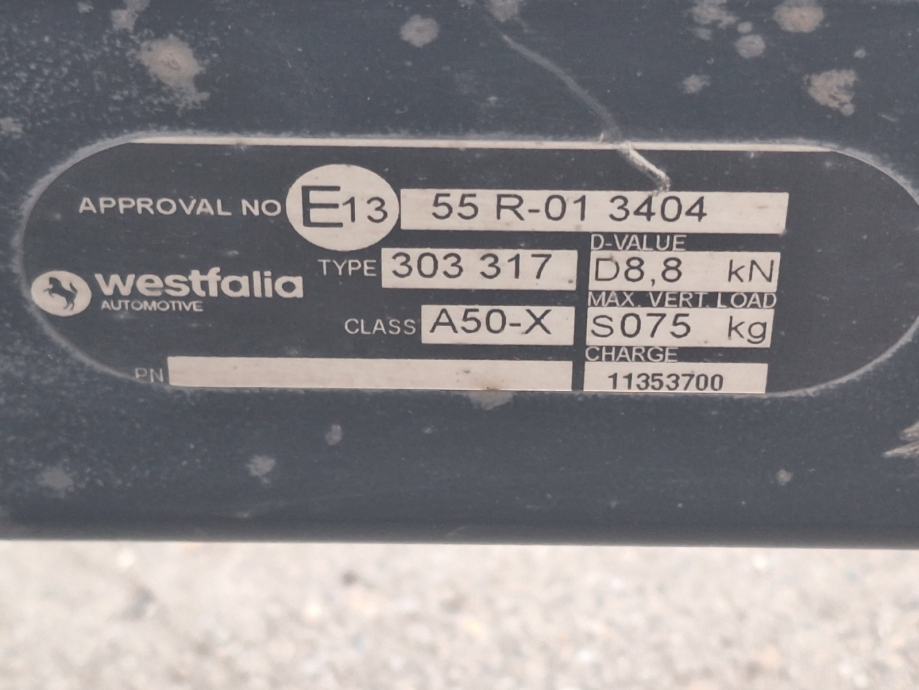 APPROVAL NO E13 55 R-01 3404
westfalia
AUTOMOTIVE
TYPE 303 317
D-VALUE
D8,8 kN
CLASS A50-X
MAX. VERT. LOAD
S075 kg
PN
CHARGE
11353700